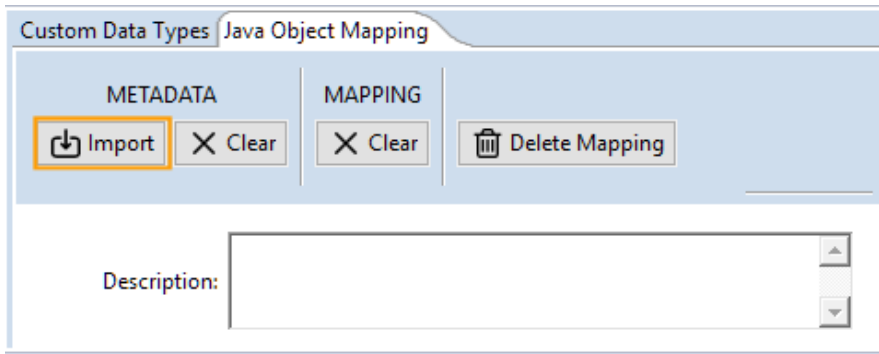 Custom Data Types Java Object Mapping
METADATA MAPPING
Import Clear Clear Delete Mapping
Description: